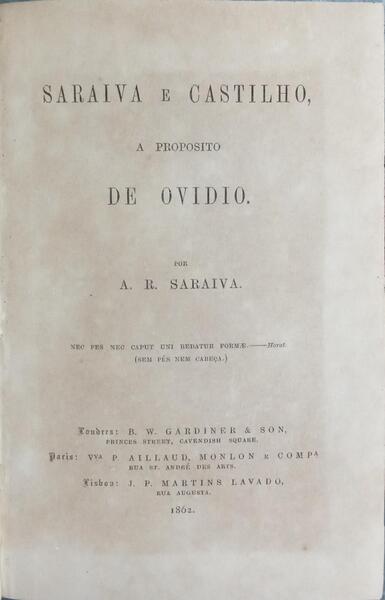 SARAIVA E CASTILHO,
A PROPOSITO
DE OVIDIO.
POR
A. R. SARAIVA.
NEC PES NEC CAPUT UNI REDATUR FORMÆ.——Horat.
(SEM PÉS NEM CABEÇA.)
Londres: B. W. GARDINER & SON,
PRINCES STREET, CAVENDISH SQUARE.
Paris: Vva P. AILLAUD, MONLON E COMPA
RUA ST. ANDRÉ DES ARTS.
Lisboa: J. P. MARTINS LAVADO,
RUA AUGUSTA.
1862.